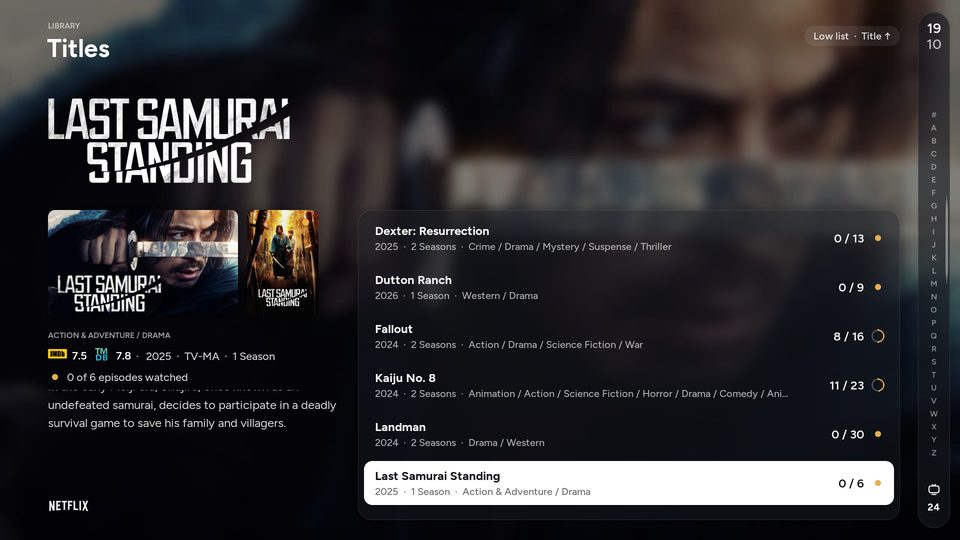 LIBRARY
Titles
Low list · Title ↑
19
10
LAST SAMURAI
STANDING
LAST SAMURAI
STANDING
LAST SAMURAI
STANDING
ACTION & ADVENTURE / DRAMA
IMDb 7.5 TMDB 7.8 · 2025 · TV-MA · 1 Season
0 of 6 episodes watched
undefeated samurai, decides to participate in a deadly
survival game to save his family and villagers.
NETFLIX
Dexter: Resurrection
2025 · 2 Seasons · Crime / Drama / Mystery / Suspense / Thriller
0 / 13
Dutton Ranch
2026 · 1 Season · Western / Drama
0 / 9
Fallout
2024 · 2 Seasons · Action / Drama / Science Fiction / War
8 / 16
Kaiju No. 8
2024 · 2 Seasons · Animation / Action / Science Fiction / Horror / Drama / Comedy / Ani...
11 / 23
Landman
2024 · 2 Seasons · Drama / Western
0 / 30
Last Samurai Standing
2025 · 1 Season · Action & Adventure / Drama
0 / 6
#
A
B
C
D
E
F
G
H
I
J
K
L
M
N
O
P
Q
R
S
T
U
V
W
X
Y
Z
24